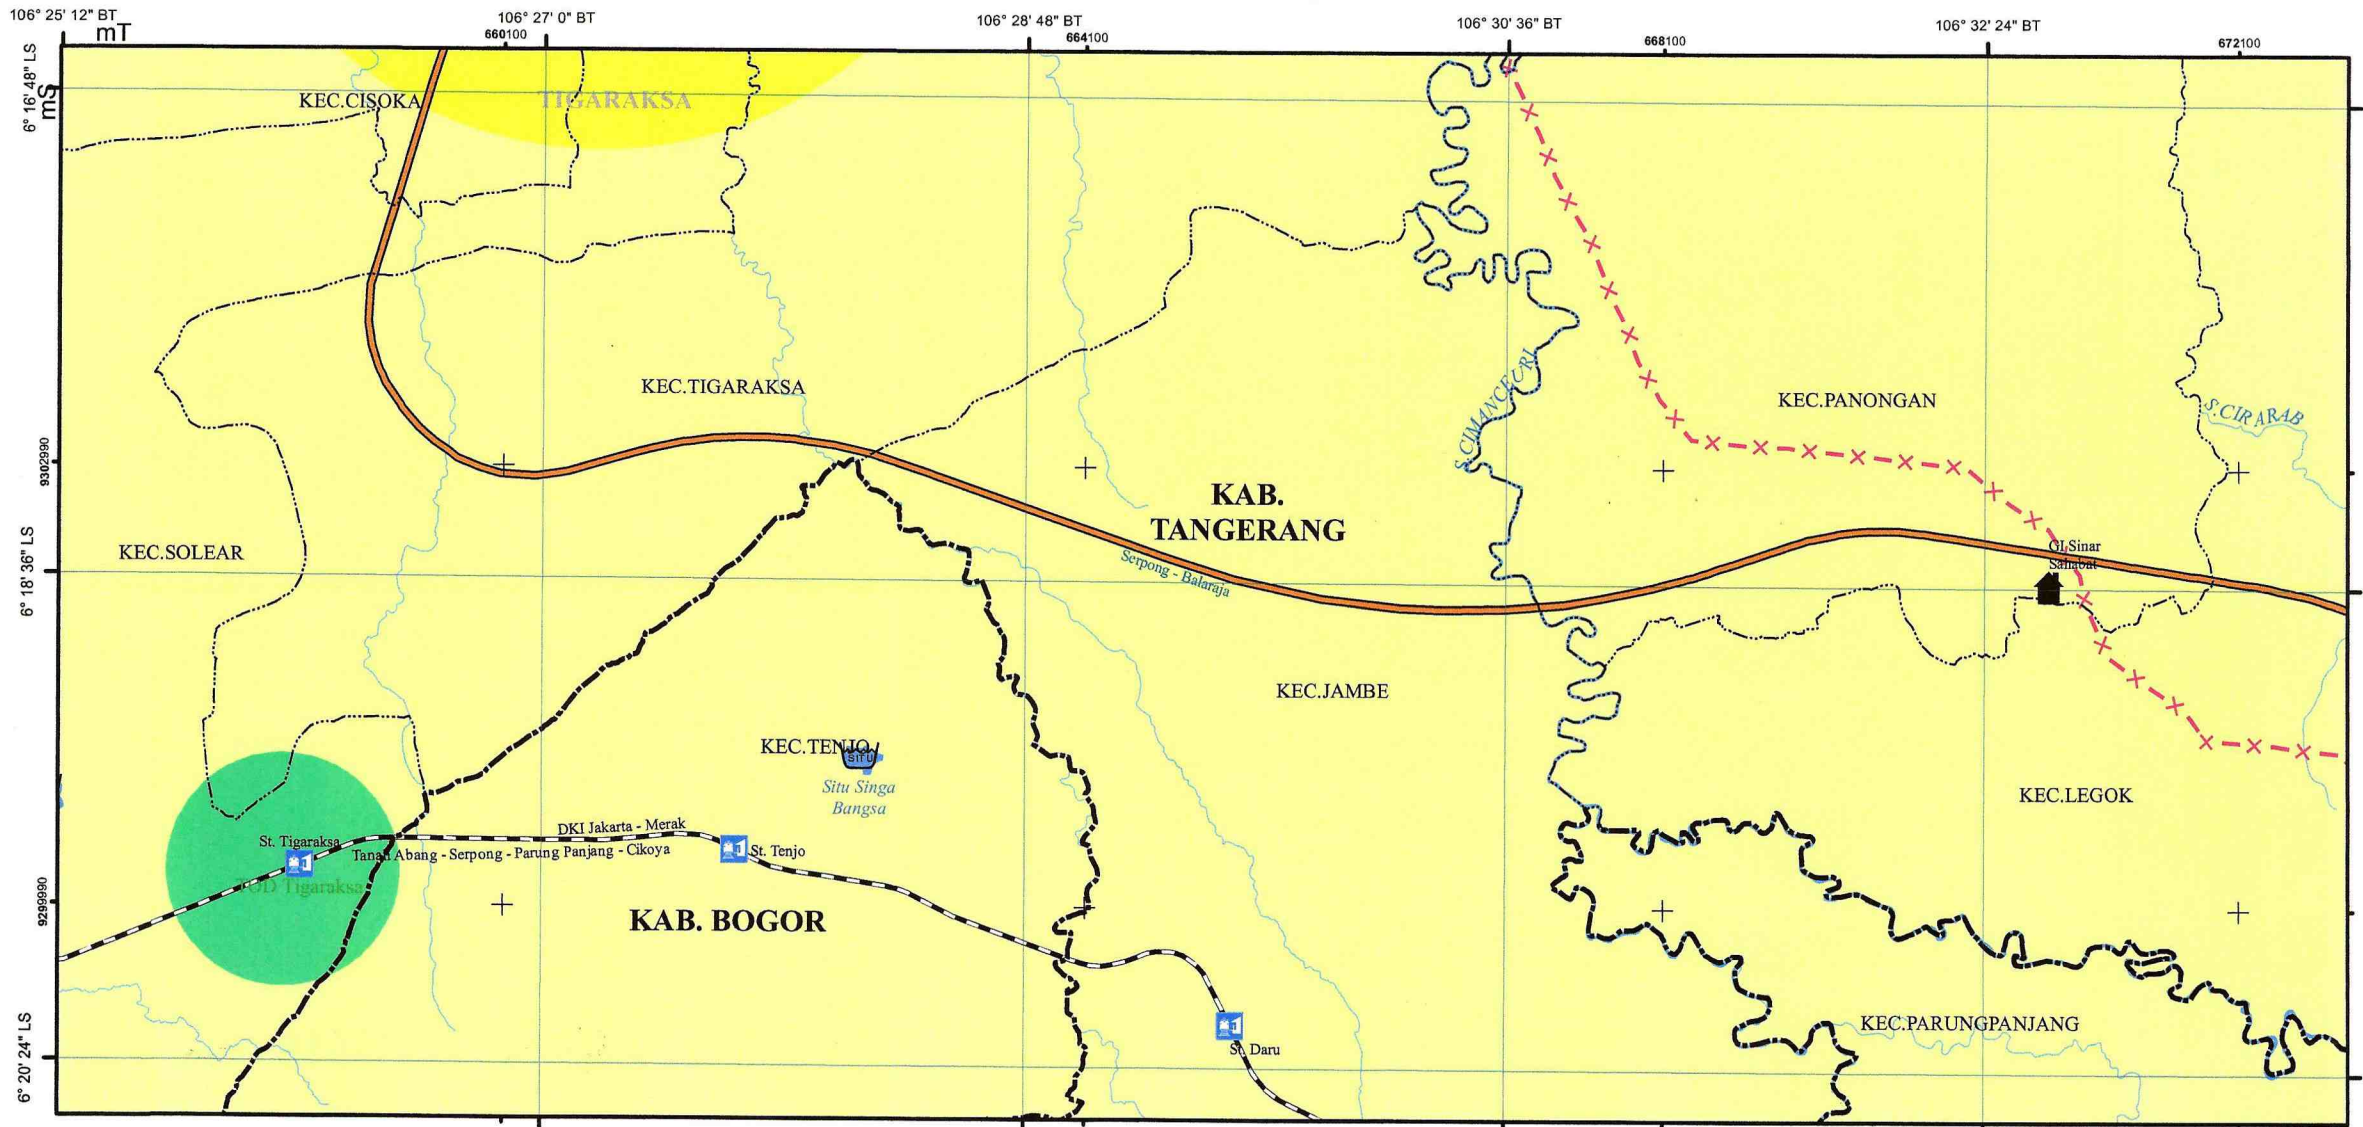 106° 25' 12" BT
106° 27' 0" BT
106° 28' 48" BT
106° 30' 36" BT
106° 32' 24" BT
mT
660100
664100
668100
672100
6° 16' 48" LS
mS
KEC.CISOKA
TIGARAKSA
KEC.TIGARAKSA
KEC.PANONGAN
S.CIMANCEURI
S.CIRARAB
9302990
KAB.
TANGERANG
KEC.SOLEAR
6° 18' 36" LS
Serpong - Balaraja
GI.Sinar
Sahabat
KEC.JAMBE
KEC.TENJO
SITU
Situ Singa
Bangsa
KEC.LEGOK
DKI Jakarta - Merak
St. Tigaraksa
Tanah Abang - Serpong - Parung Panjang - Cikoya
St. Tenjo
TOD Tigaraksa
9299990
KAB. BOGOR
KEC.PARUNGPANJANG
St. Daru
6° 20' 24" LS